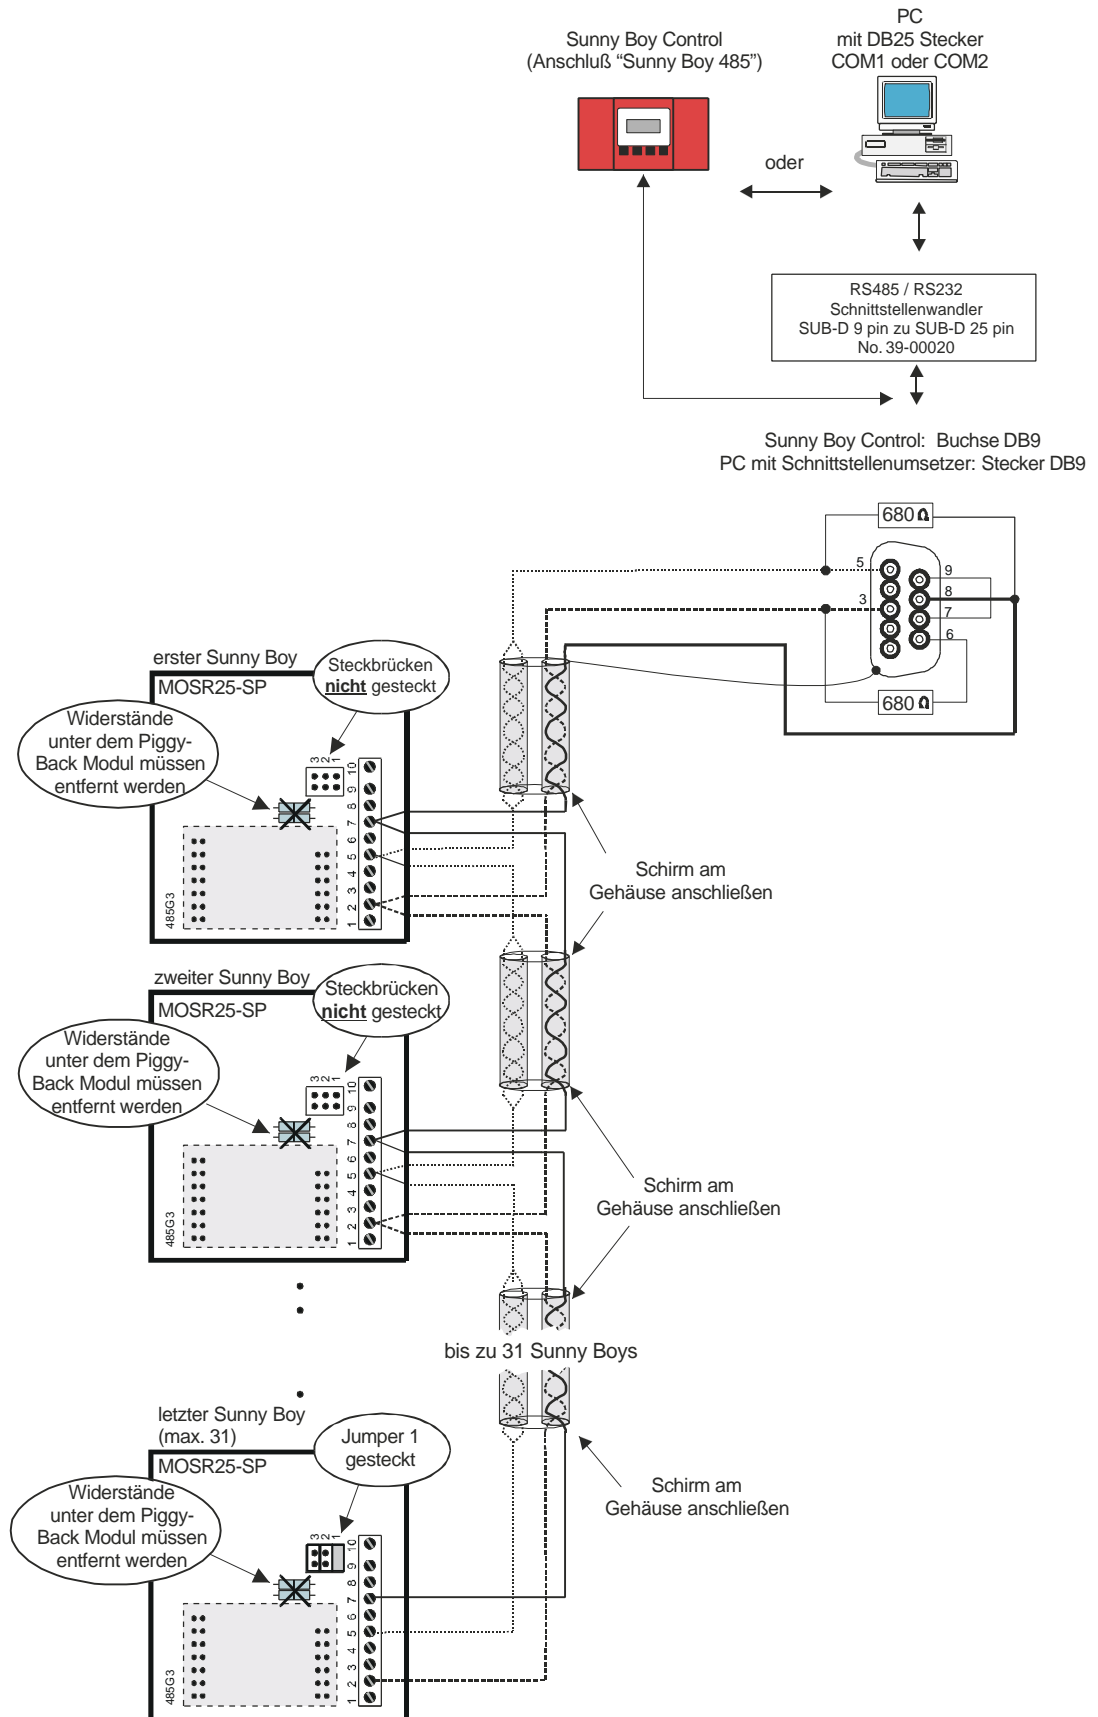 PC
mit DB25 Stecker
COM1 oder COM2
Sunny Boy Control
(Anschluß “Sunny Boy 485”)
oder
RS485 / RS232
Schnittstellenwandler
SUB-D 9 pin zu SUB-D 25 pin
No. 39-00020
Sunny Boy Control: Buchse DB9
PC mit Schnittstellenumsetzer: Stecker DB9
680 Ω
5
9
8
3
7
6
680 Ω
erster Sunny Boy
MOSR25-SP
Steckbrücken
nicht gesteckt
Widerstände
unter dem Piggy-
Back Modul müssen
entfernt werden
3 2 1
10
9
8
7
6
5
4
3
2
1
485G3
Schirm am
Gehäuse anschließen
zweiter Sunny Boy
MOSR25-SP
Steckbrücken
nicht gesteckt
Widerstände
unter dem Piggy-
Back Modul müssen
entfernt werden
3 2 1
10
9
8
7
6
5
4
3
2
1
485G3
Schirm am
Gehäuse anschließen
bis zu 31 Sunny Boys
letzter Sunny Boy
(max. 31)
MOSR25-SP
Jumper 1
gesteckt
Widerstände
unter dem Piggy-
Back Modul müssen
entfernt werden
3 2 1
10
9
8
7
6
5
4
3
2
1
485G3
Schirm am
Gehäuse anschließen